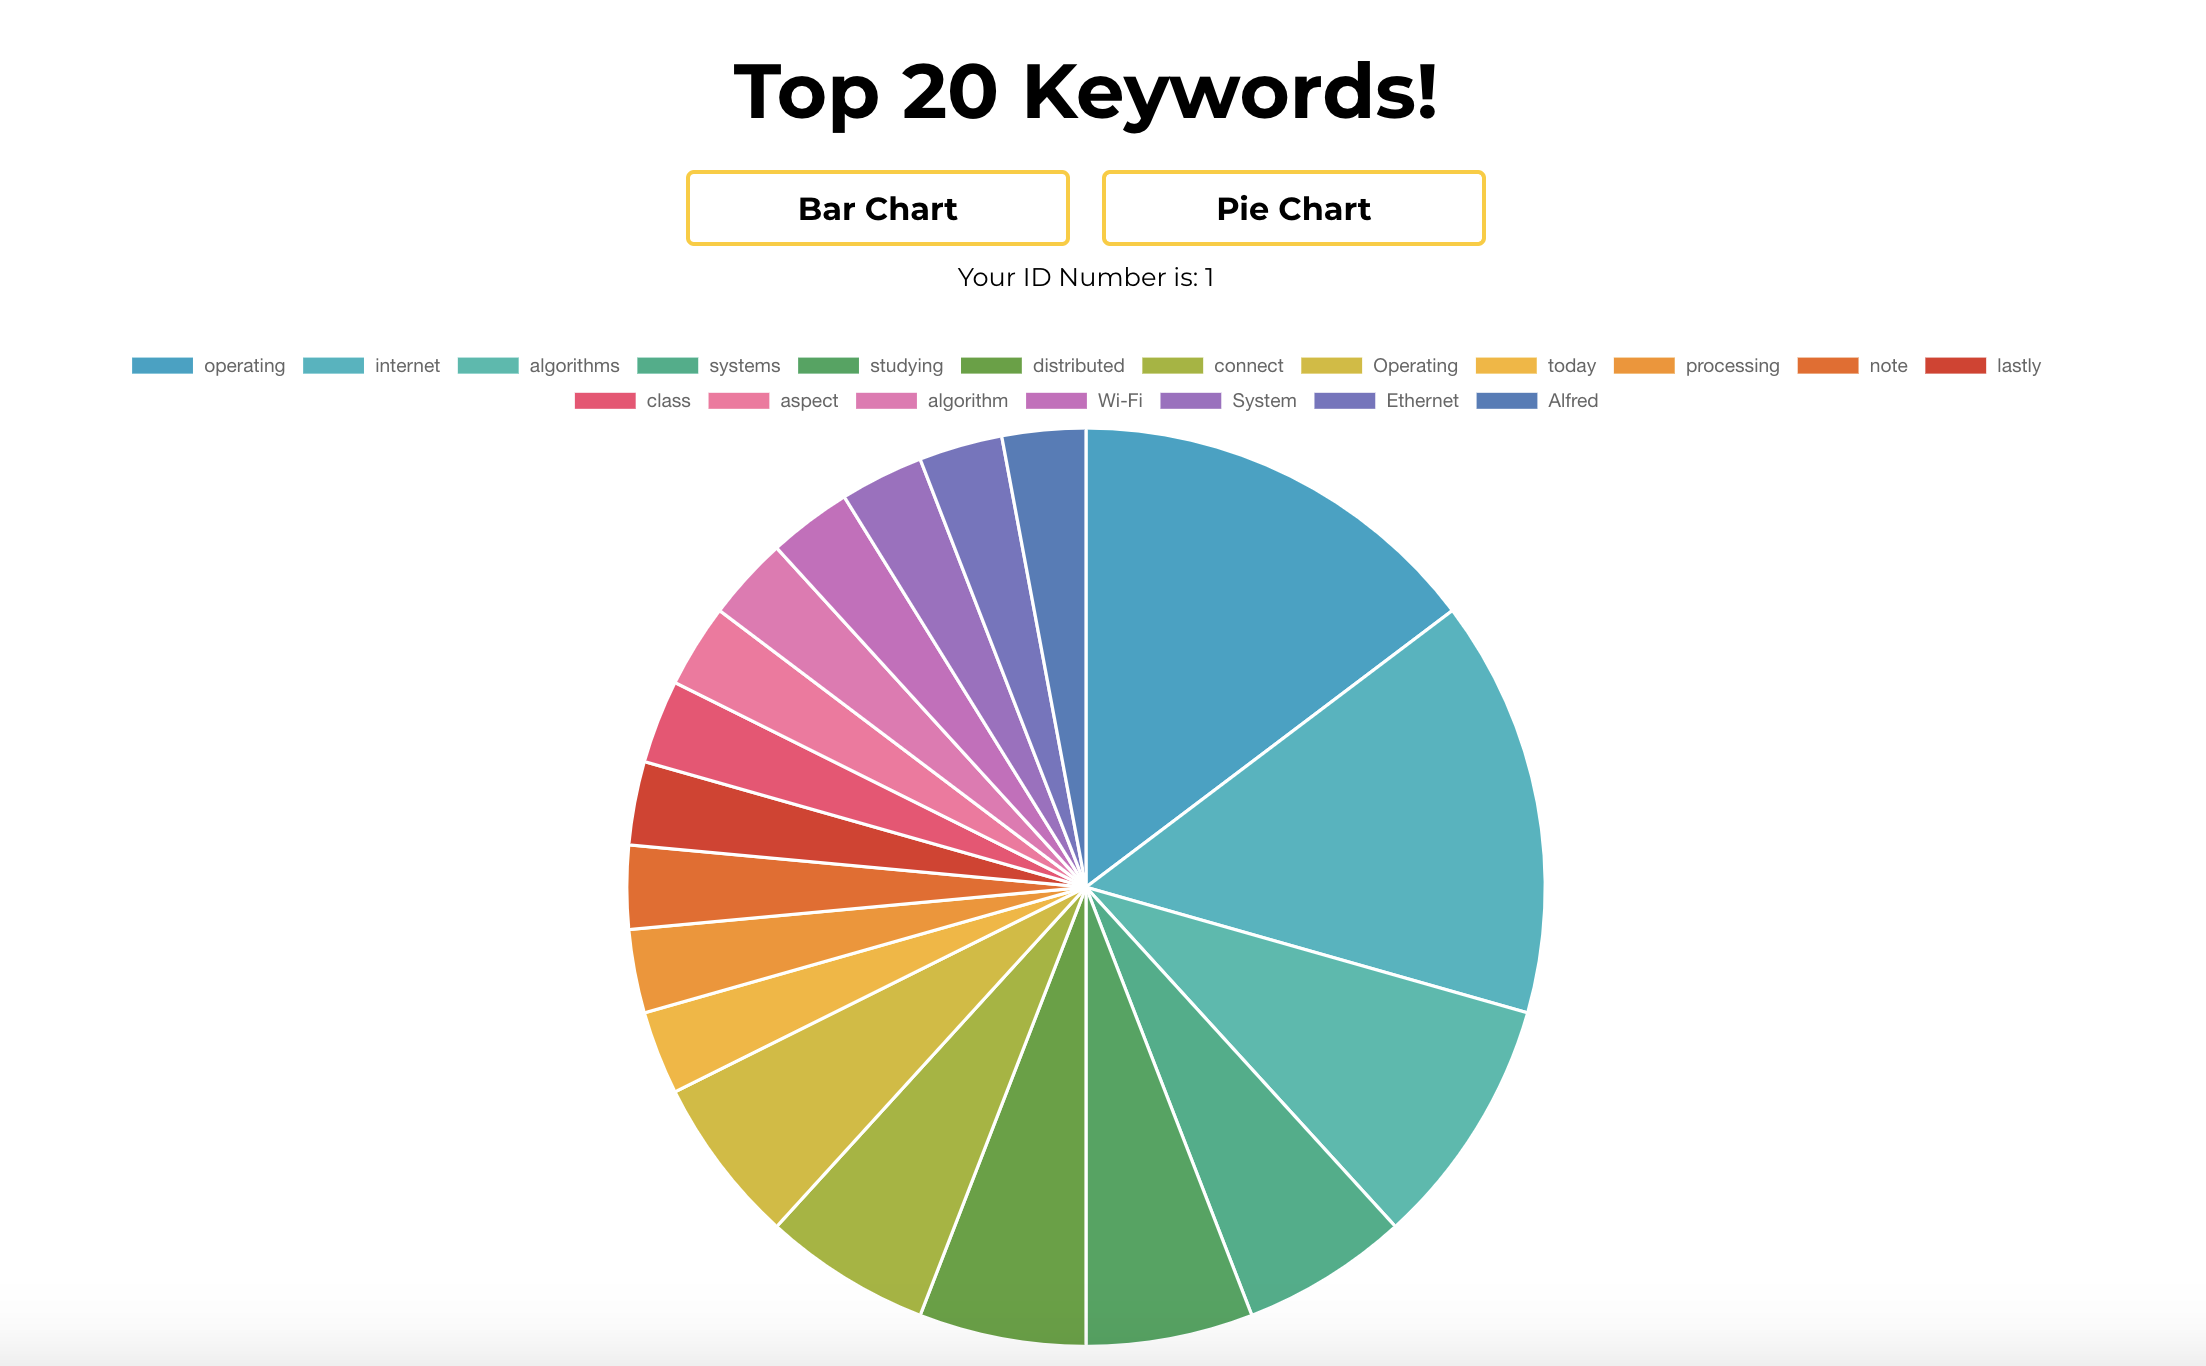 Top 20 Keywords!
Bar Chart Pie Chart
Your ID Number is: 1
operating internet algorithms systems studying distributed connect Operating today processing note lastly
class aspect algorithm Wi-Fi System Ethernet Alfred